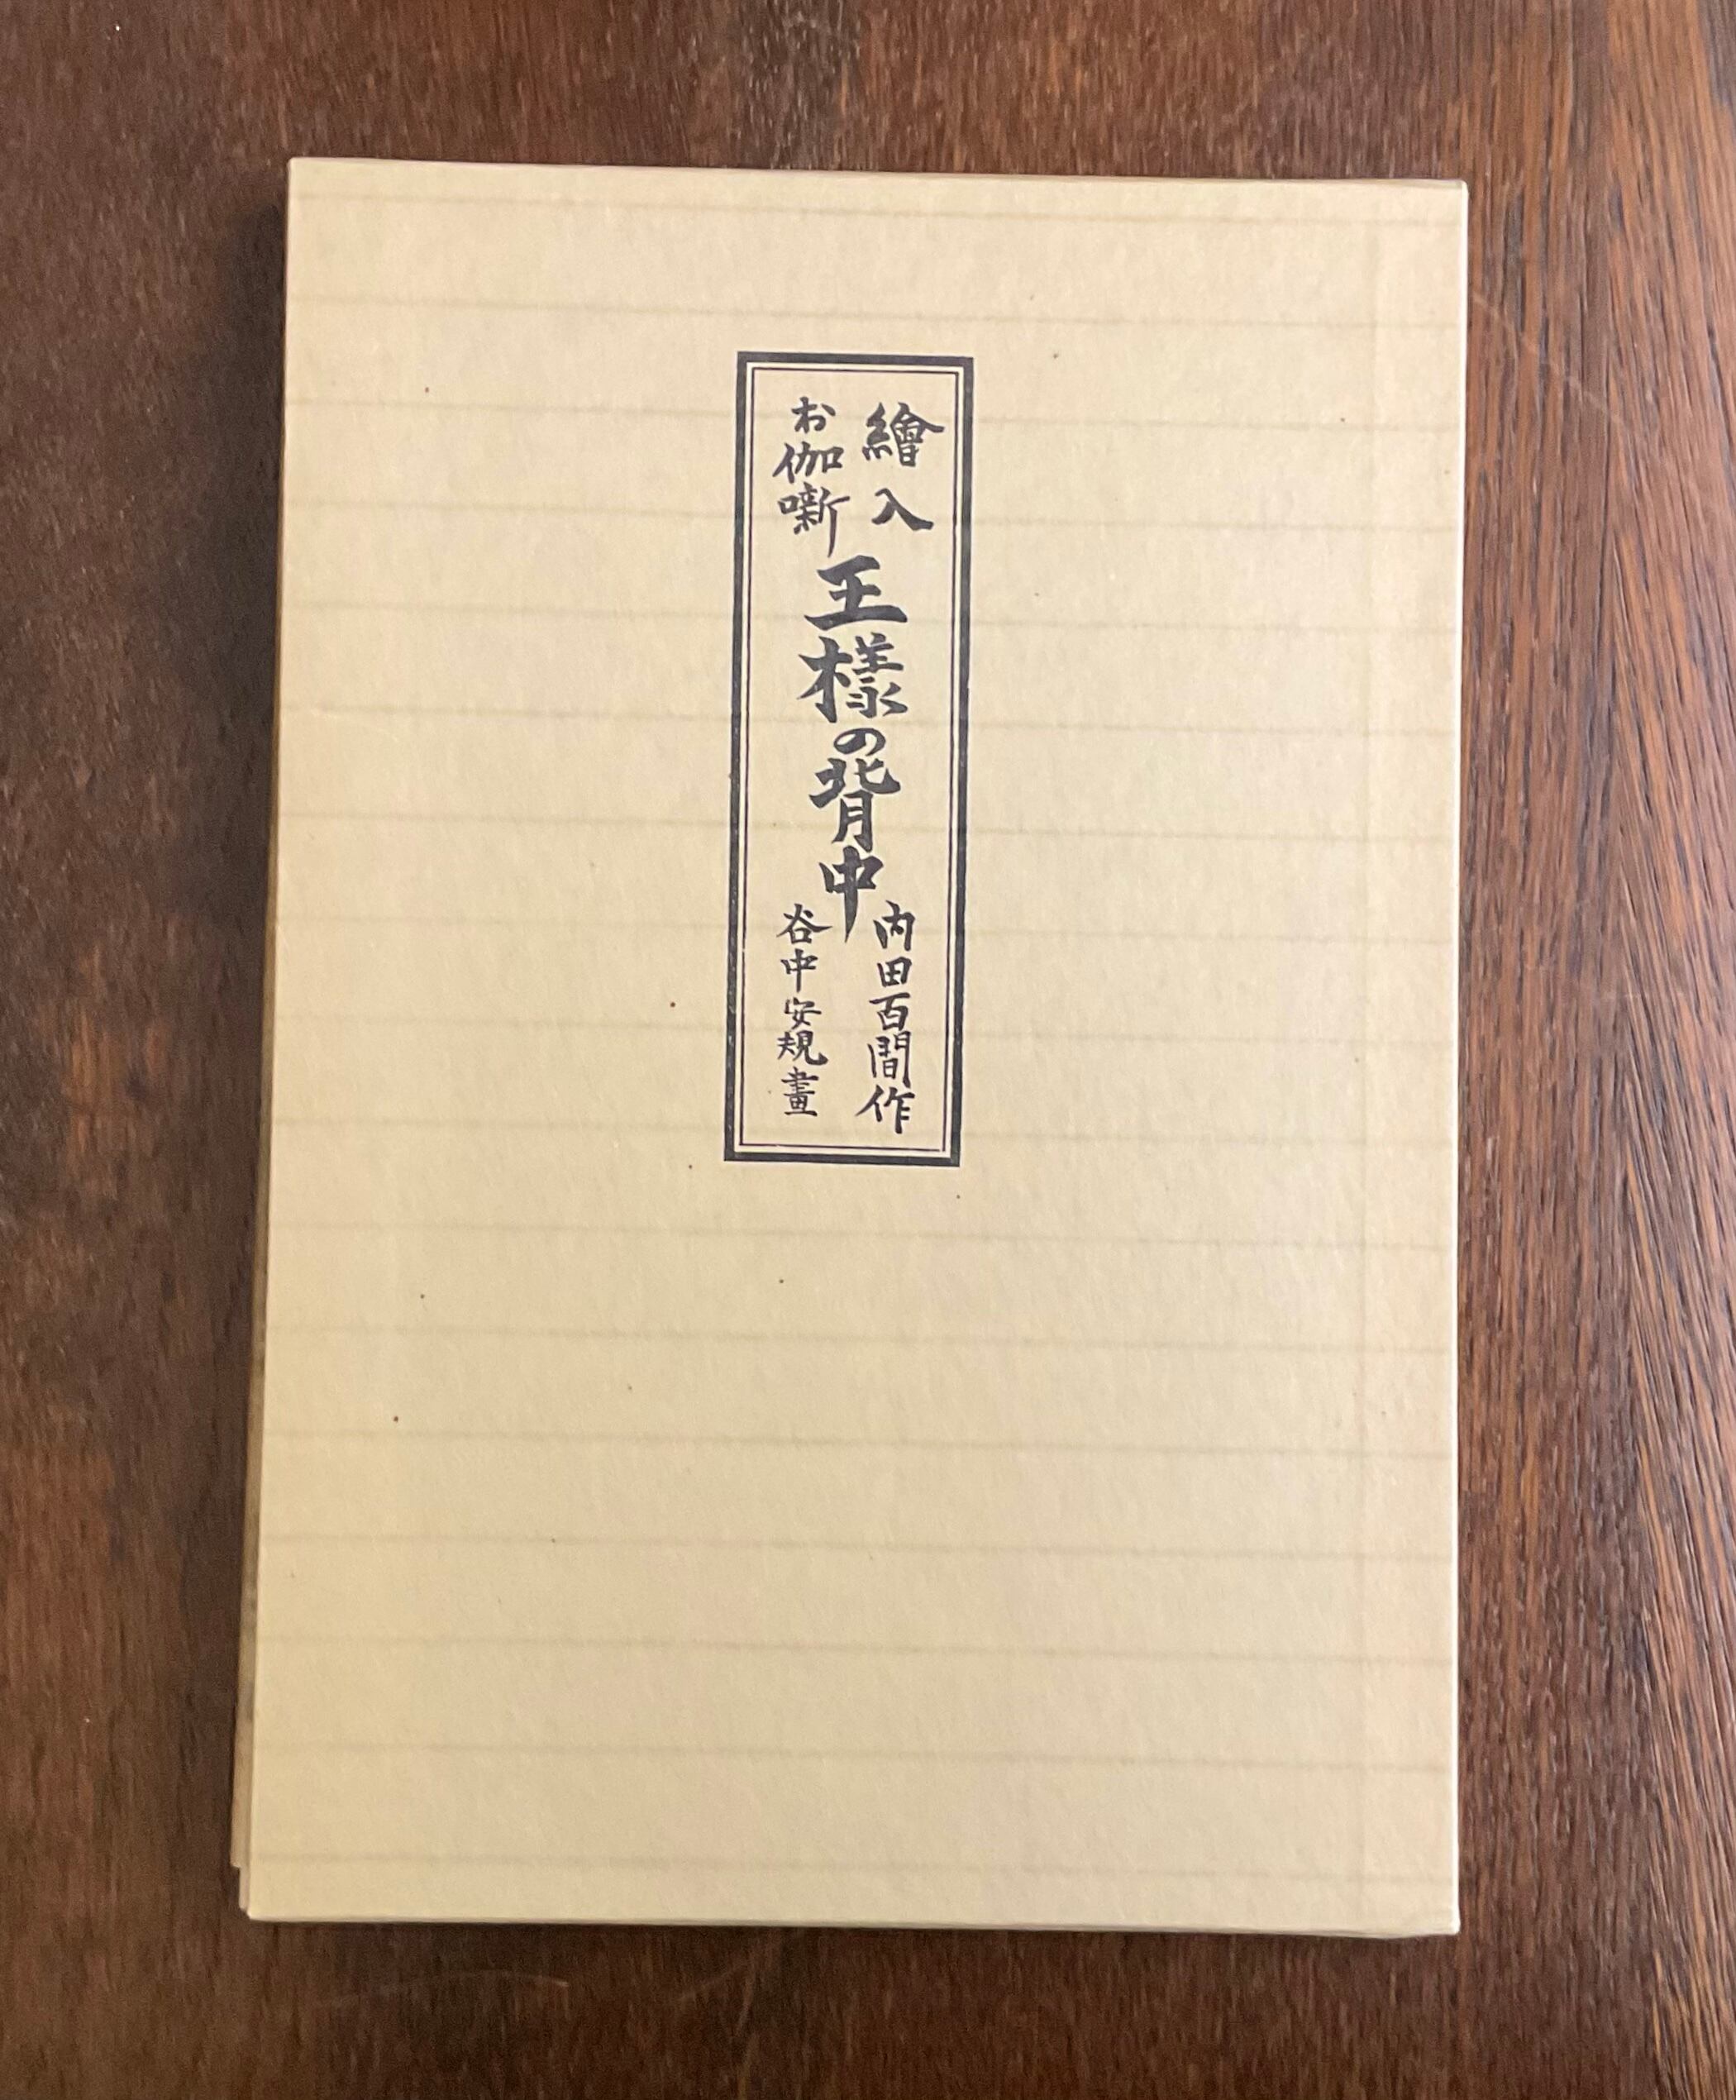 繪入
お伽噺
王樣の背中
内田百間作
谷中安規畫